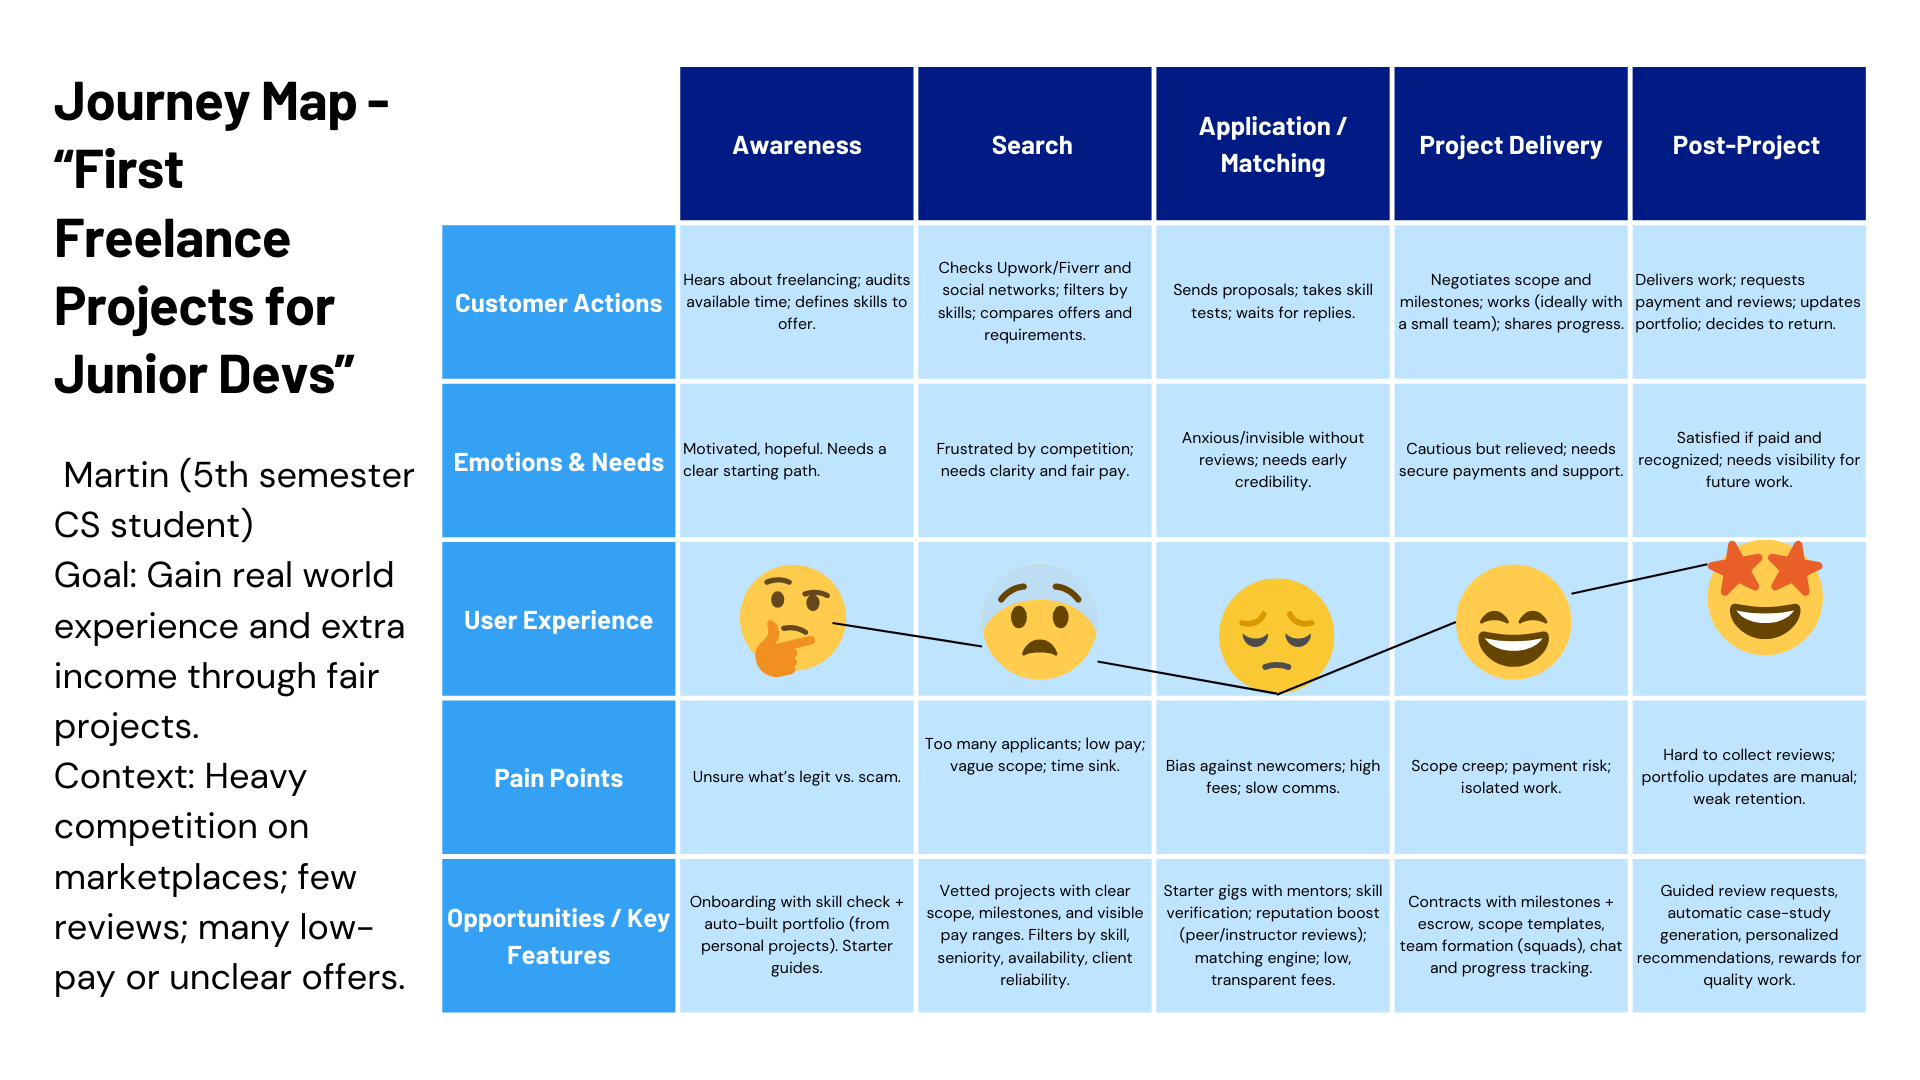 Journey Map -
“First
Freelance
Projects for
Junior Devs”
Martin (5th semester
CS student)
Goal: Gain real world
experience and extra
income through fair
projects.
Context: Heavy
competition on
marketplaces; few
reviews; many low-
pay or unclear offers.
Awareness
Search
Application /
Matching
Project Delivery
Post-Project
Customer Actions
Hears about freelancing; audits
available time; defines skills to
offer.
Checks Upwork/Fiverr and
social networks; filters by
skills; compares offers and
requirements.
Sends proposals; takes skill
tests; waits for replies.
Negotiates scope and
milestones; works (ideally with
a small team); shares progress.
Delivers work; requests
payment and reviews; updates
portfolio; decides to return.
Emotions & Needs
Motivated, hopeful. Needs a
clear starting path.
Frustrated by competition;
needs clarity and fair pay.
Anxious/invisible without
reviews; needs early
credibility.
Cautious but relieved; needs
secure payments and support.
Satisfied if paid and
recognized; needs visibility for
future work.
User Experience
Pain Points
Unsure what’s legit vs. scam.
Too many applicants; low pay;
vague scope; time sink.
Bias against newcomers; high
fees; slow comms.
Scope creep; payment risk;
isolated work.
Hard to collect reviews;
portfolio updates are manual;
weak retention.
Opportunities / Key
Features
Onboarding with skill check +
auto-built portfolio (from
personal projects). Starter
guides.
Vetted projects with clear
scope, milestones, and visible
pay ranges. Filters by skill,
seniority, availability, client
reliability.
Starter gigs with mentors; skill
verification; reputation boost
(peer/instructor reviews);
matching engine; low,
transparent fees.
Contracts with milestones +
escrow, scope templates,
team formation (squads), chat
and progress tracking.
Guided review requests,
automatic case-study
generation, personalized
recommendations, rewards for
quality work.